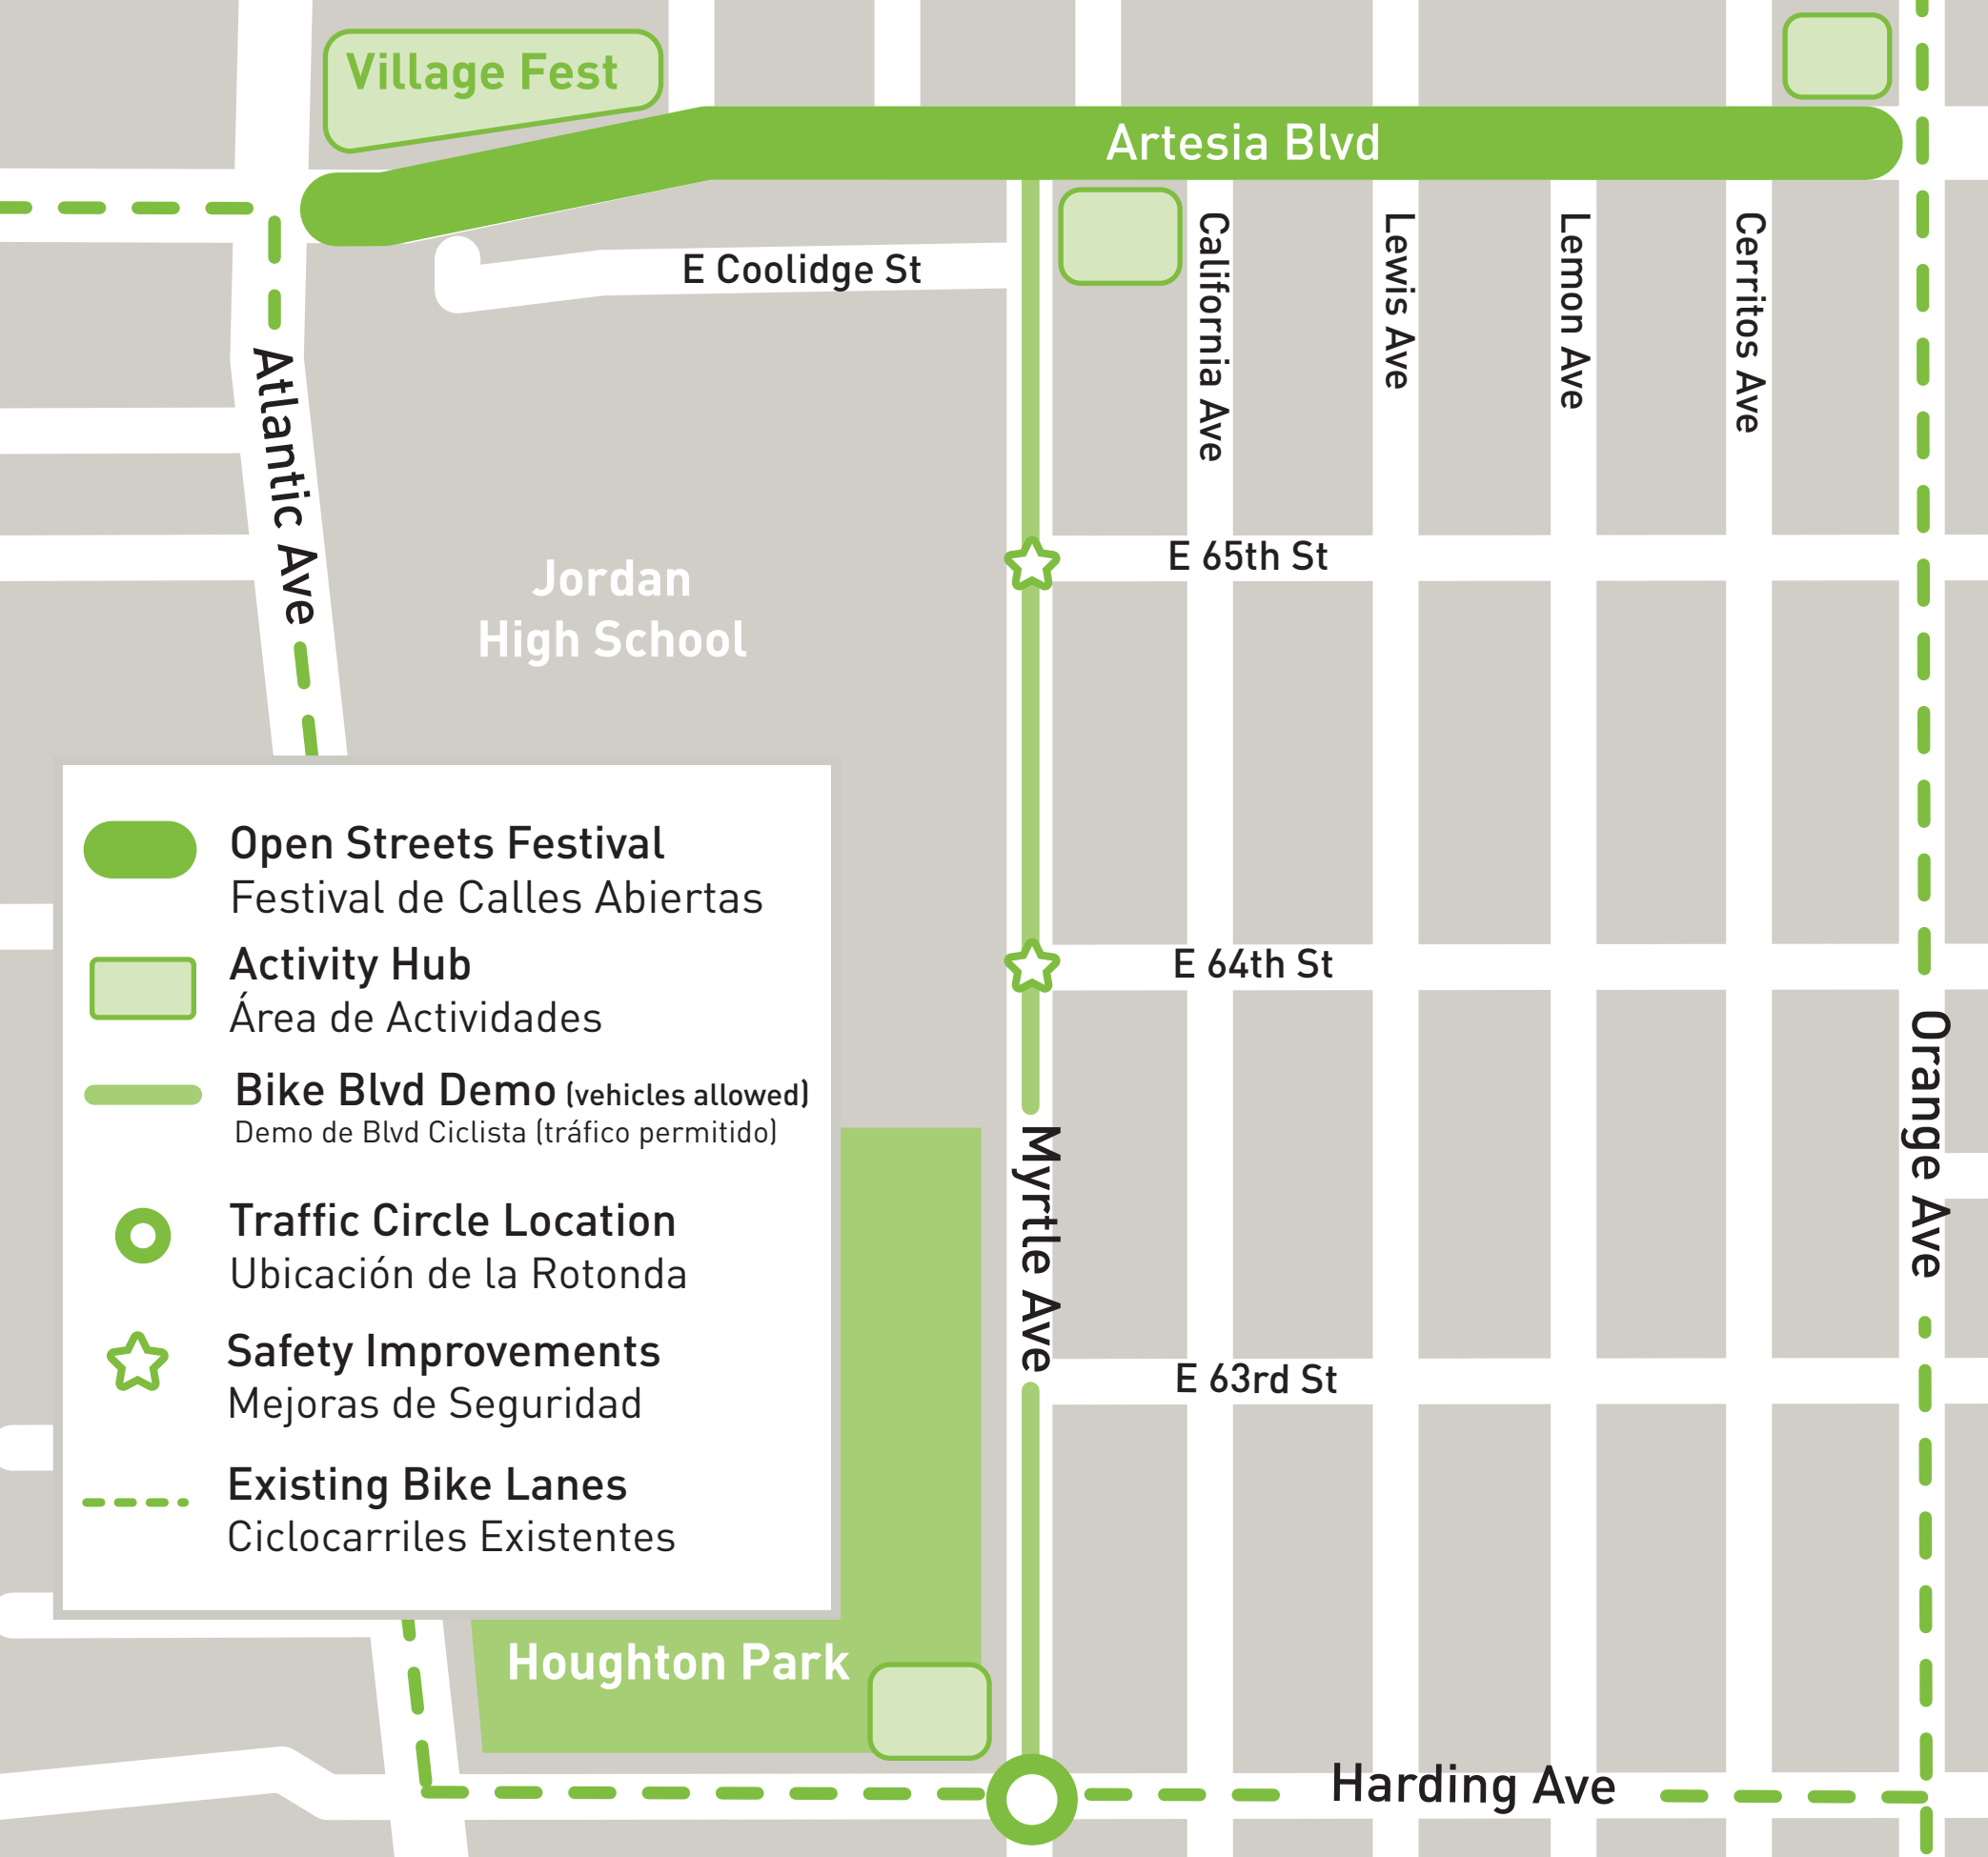 Village Fest
Artesia Blvd
E Coolidge St
California Ave
Lewis Ave
Lemon Ave
Cerritos Ave
Atlantic Ave
E 65th St
Jordan
High School
E 64th St
Orange Ave
Myrtle Ave
E 63rd St
Open Streets Festival
Festival de Calles Abiertas
Activity Hub
Área de Actividades
Bike Blvd Demo (vehicles allowed)
Demo de Blvd Ciclista (tráfico permitido)
Traffic Circle Location
Ubicación de la Rotonda
Safety Improvements
Mejoras de Seguridad
Existing Bike Lanes
Ciclocarriles Existentes
Houghton Park
Harding Ave